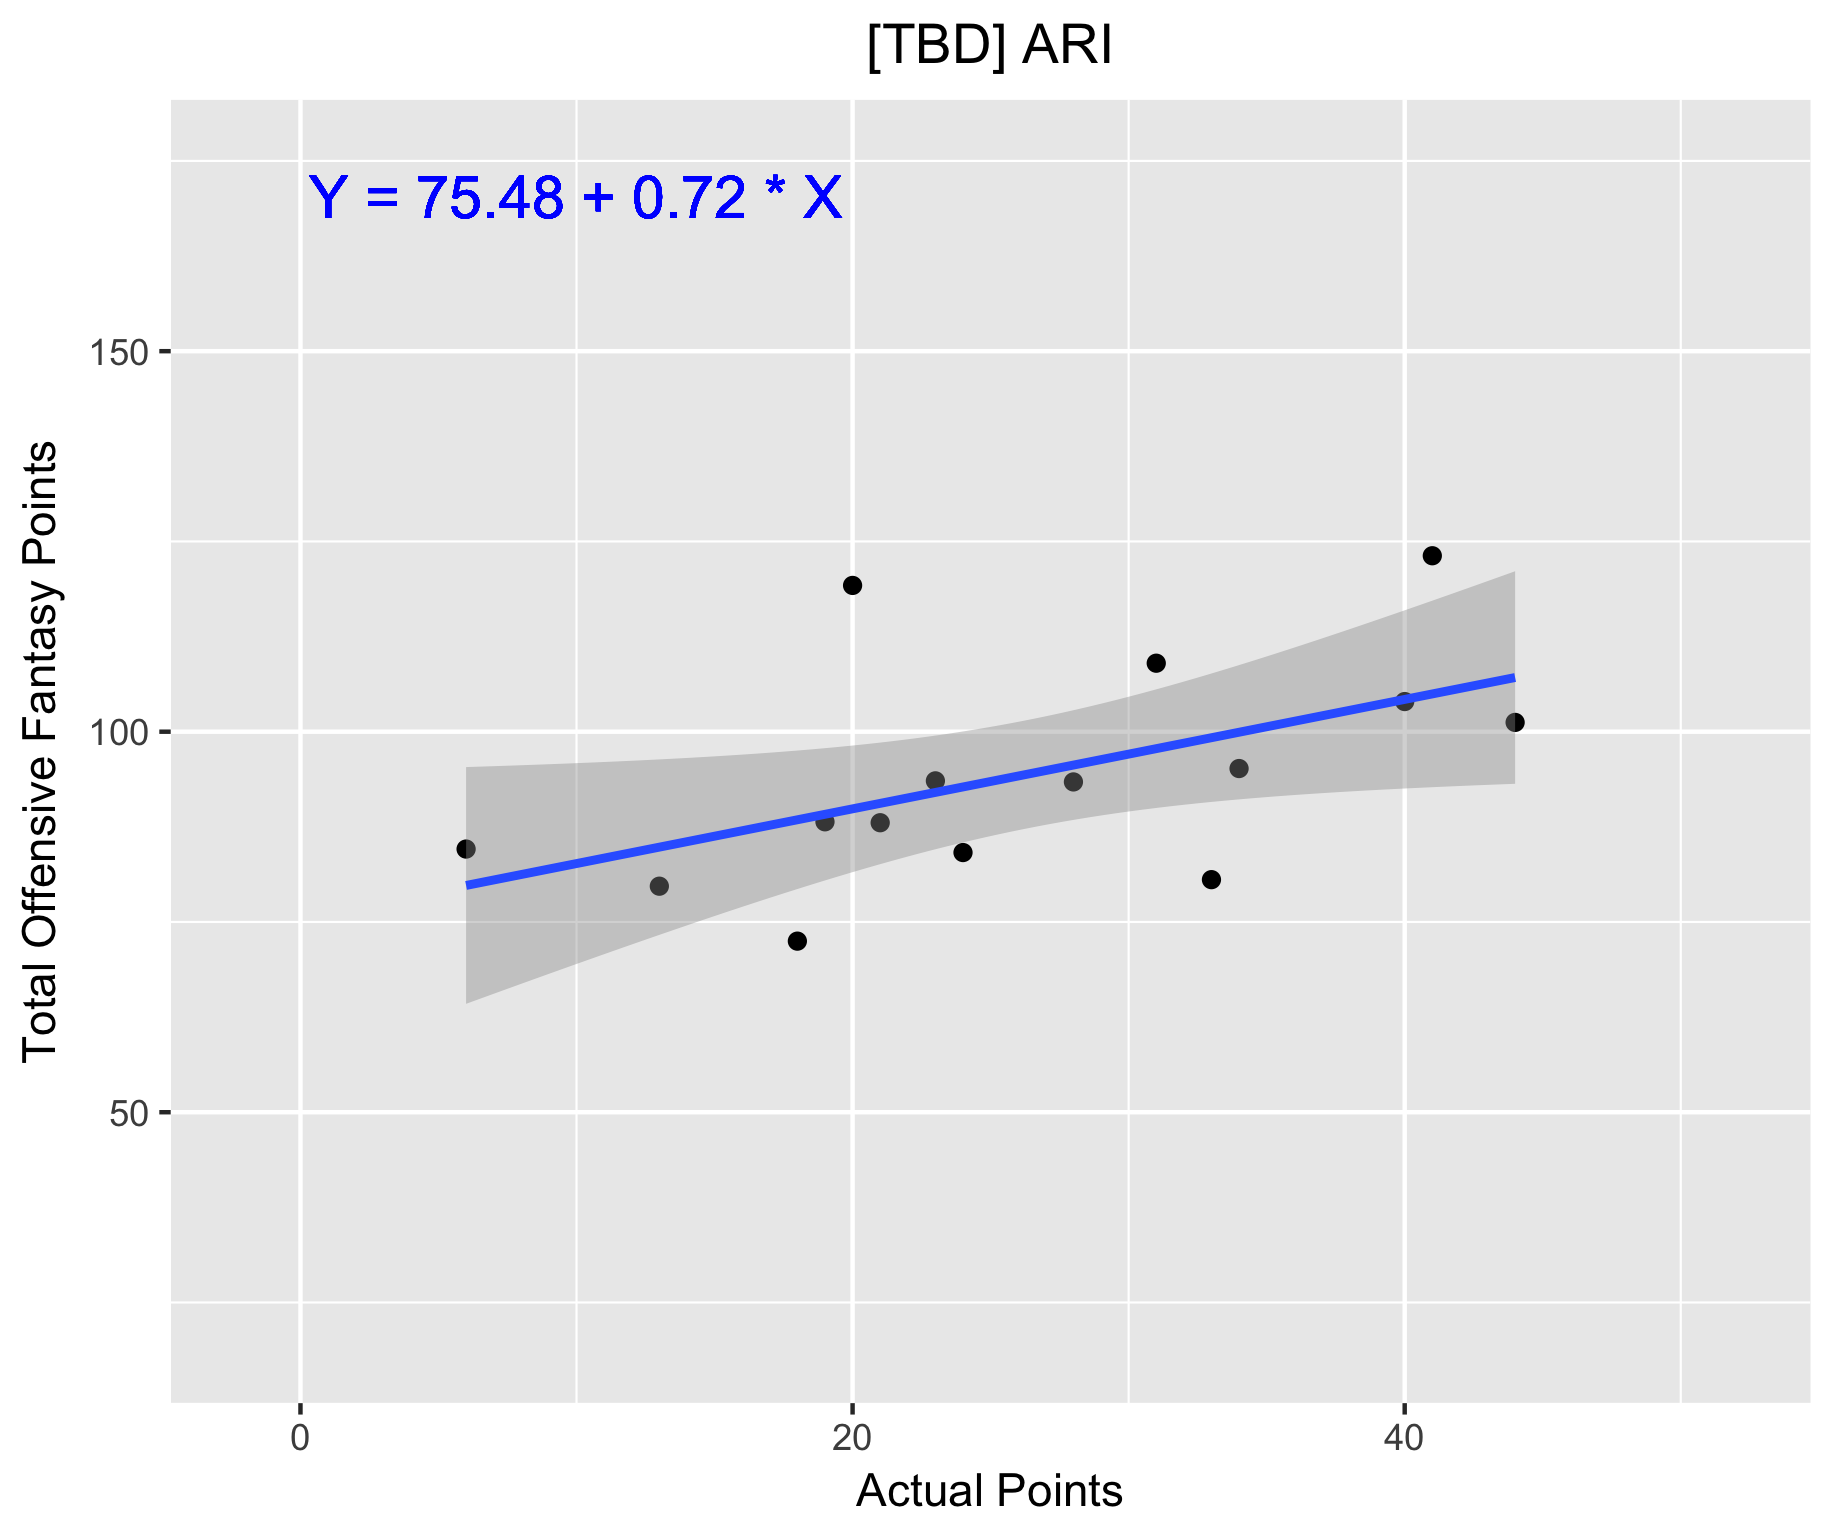 [TBD] ARI
Y = 75.48 + 0.72 * X
150
100
50
Total Offensive Fantasy Points
0 20 40
Actual Points